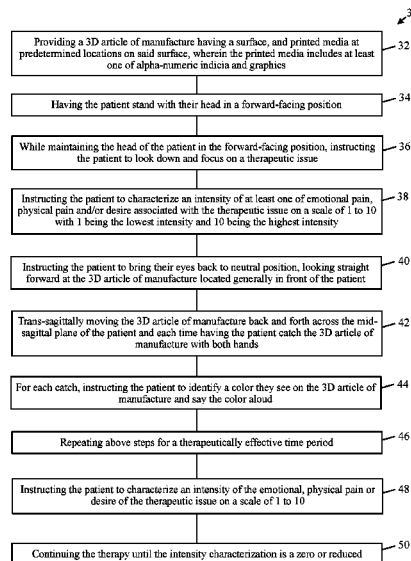 3
Providing a 3D article of manufacture having a surface, and printed media at
predetermined locations on said surface, wherein the printed media includes at least
one of alpha-numeric indicia and graphics
32
Having the patient stand with their head in a forward-facing position
34
While maintaining the head of the patient in the forward-facing position, instructing
the patient to look down and focus on a therapeutic issue
36
Instructing the patient to characterize an intensity of at least one of emotional pain,
physical pain and/or desire associated with the therapeutic issue on a scale of 1 to 10
with 1 being the lowest intensity and 10 being the highest intensity
38
Instructing the patient to bring their eyes back to neutral position, looking straight
forward at the 3D article of manufacture located generally in front of the patient
40
Trans-sagittally moving the 3D article of manufacture back and forth across the mid-
sagittal plane of the patient and each time having the patient catch the 3D article of
manufacture with both hands
42
For each catch, instructing the patient to identify a color they see on the 3D article of
manufacture and say the color aloud
44
Repeating above steps for a therapeutically effective time period
46
Instructing the patient to characterize an intensity of the emotional, physical pain or
desire of the therapeutic issue on a scale of 1 to 10
48
Continuing the therapy until the intensity characterization is a zero or reduced
50